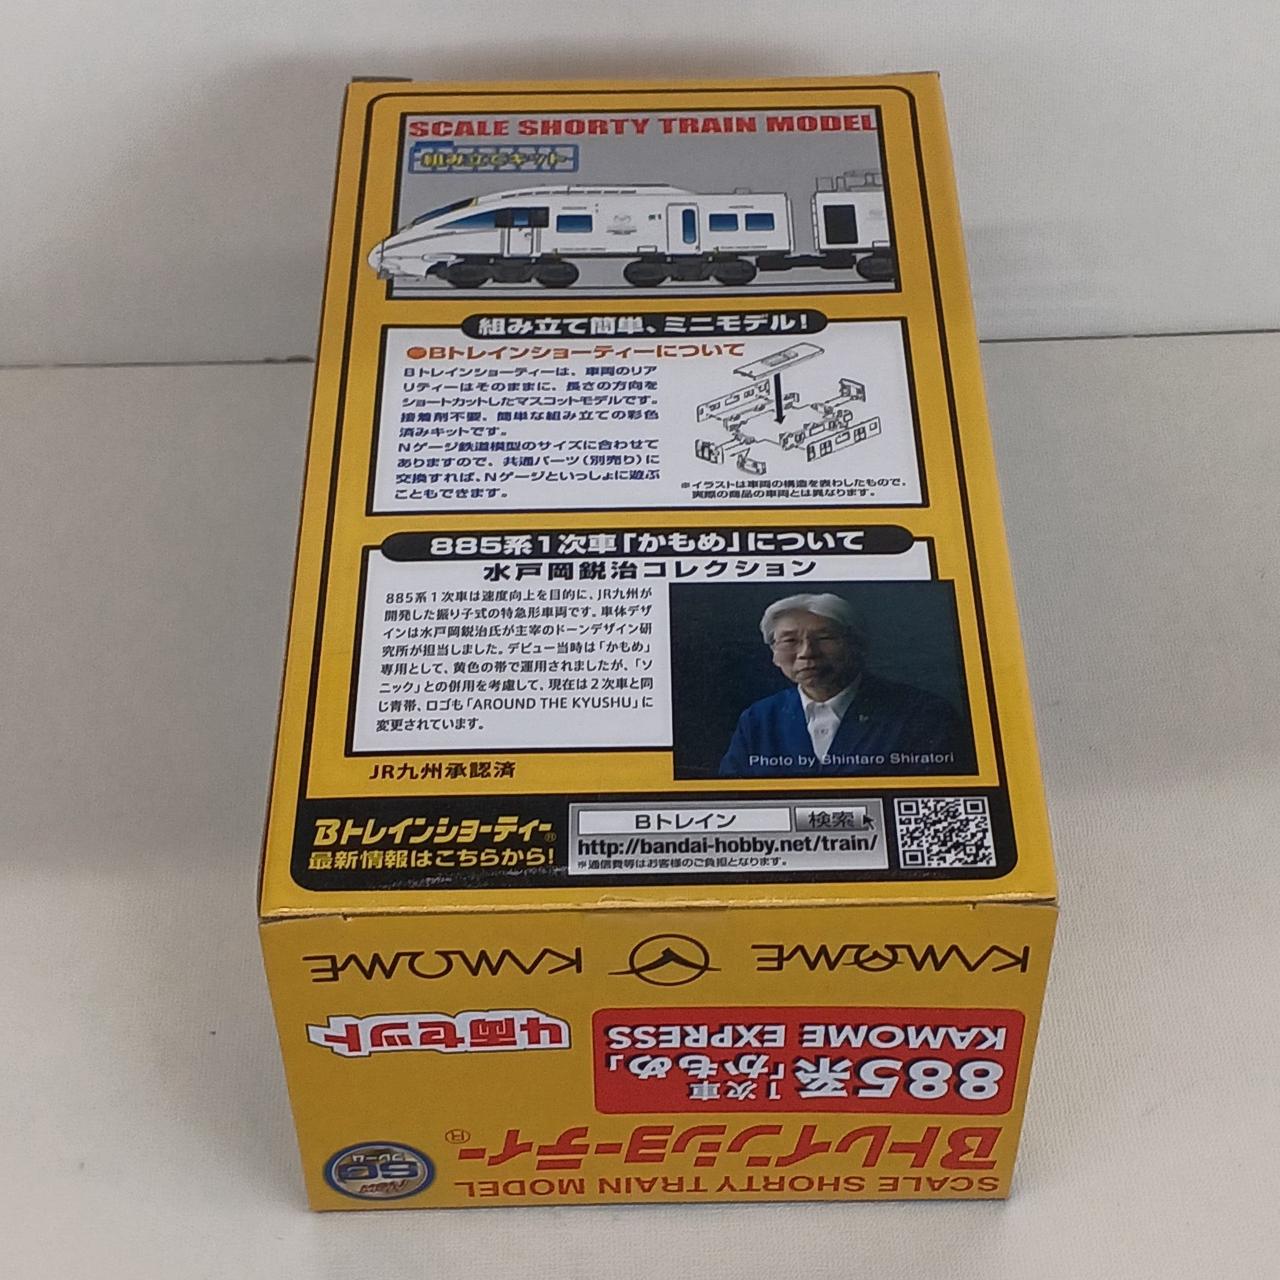 SCALE SHORTY TRAIN MODEL
組み立てキット
組み立て簡単、ミニモデル!
●Bトレインショーティーについて
Bトレインショーティーは、車両のリア
リティーはそのままに、長さの方向を
ショートカットしたマスコットモデルです。
接着剤不要、簡単な組み立ての彩色
済みキットです。
Nゲージ鉄道模型のサイズに合わせて
ありますので、共通パーツ(別売り)に
交換すれば、Nゲージといっしょに遊ぶ
こともできます。
※イラストは車両の構造を表わしたもので、
実際の商品の車両とは異なります。
885系1次車「かもめ」について
水戸岡鋭治コレクション
885系1次車は速度向上を目的に、JR九州が
開発した振り子式の特急形車両です。車体デザ
インは水戸岡鋭治氏が主宰のドーンデザイン研
究所が担当しました。デビュー当時は「かもめ」
専用として、黄色の帯で運用されましたが、「ソ
ニック」との併用を考慮して、現在は2次車と同
じ青帯、ロゴも「AROUND THE KYUSHU」に
変更されています。
Photo by Shintaro Shiratori
JR九州承認済
Bトレインショーティー®
最新情報はこちらから!
Bトレイン 検索
http://bandai-hobby.net/train/
※通信費等はお客様のご負担となります。
SCALE SHORTY TRAIN MODEL
Bトレインショーティー®
NEW SG フレーム
885系 1次車 「かもめ」
KAMOME EXPRESS
4両セット
KAMOME KAMOME